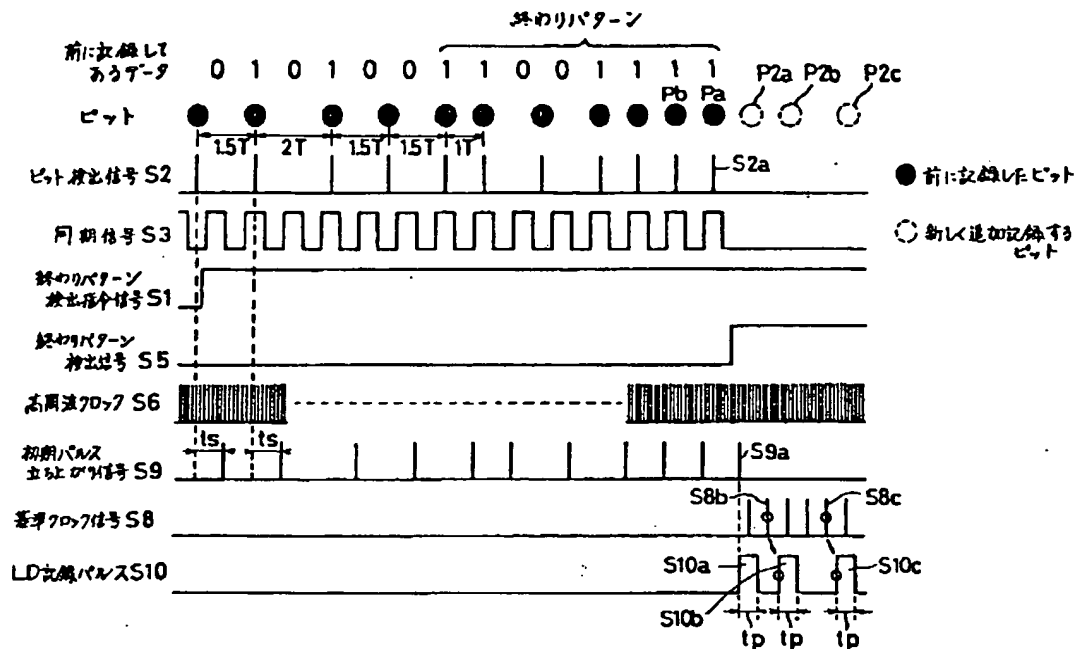 終わりパターン
前に記録して
あるデータ
0 1 0 1 0 0 1 1 0 0 1 1 1 1
Pb Pa P2a P2b P2c
ピット
1.5T 2T 1.5T 1.5T 1T
ピット検出信号 S2
S2a
前に記録したピット
同期信号 S3
新しく追加記録する
ピット
終わりパターン
検出指令信号 S1
終わりパターン
検出信号 S5
高周波クロック S6
ts ts
初期パルス
立ち上がり信号 S9
S9a
S8b S8c
基準クロック信号 S8
LD記録パルス S10
S10a S10c
S10b
tp tp tp